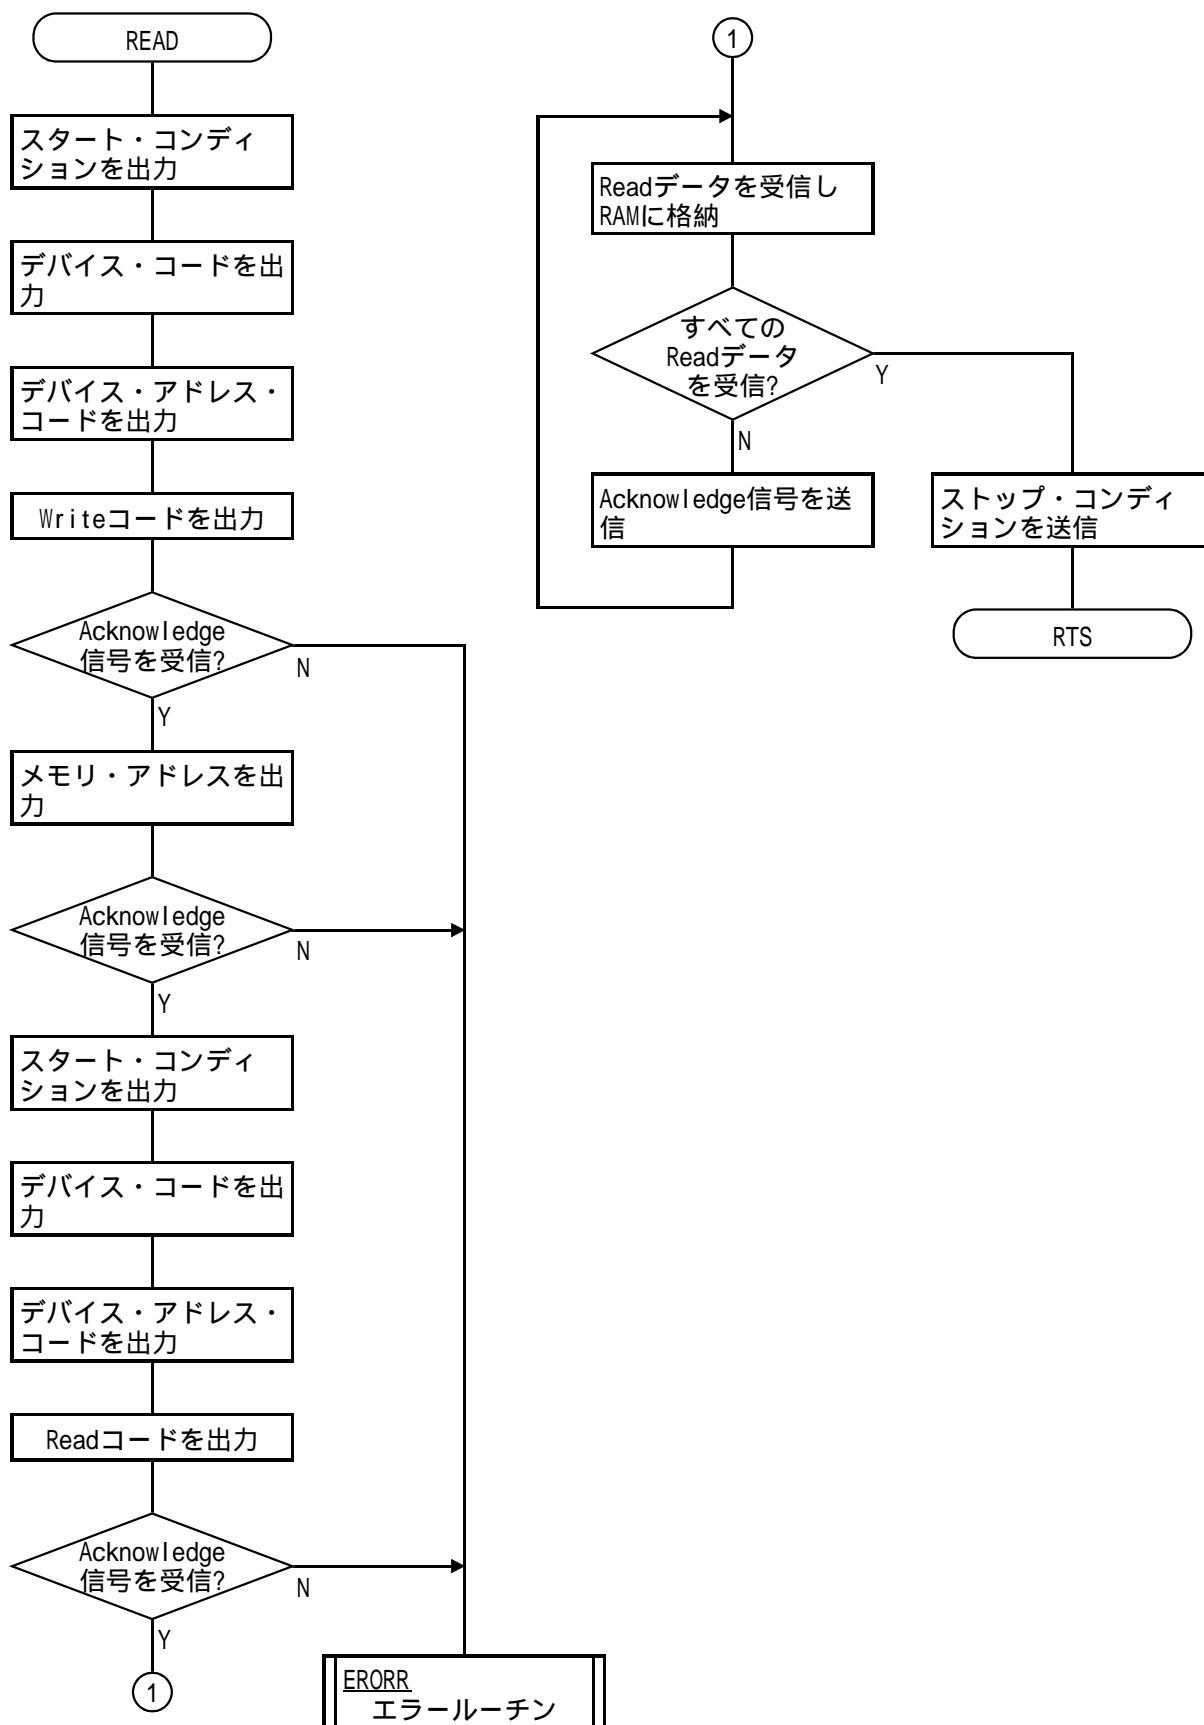 READ
スタート・コンディ
ションを出力
デバイス・コードを出
力
デバイス・アドレス・
コードを出力
Writeコードを出力
Acknowledge
信号を受信?
N
Y
メモリ・アドレスを出
力
Acknowledge
信号を受信?
N
Y
スタート・コンディ
ションを出力
デバイス・コードを出
力
デバイス・アドレス・
コードを出力
Readコードを出力
Acknowledge
信号を受信?
N
Y
1
ERORR
エラールーチン
1
Readデータを受信し
RAMに格納
すべての
Readデータ
を受信?
Y
N
Acknowledge信号を送
信
ストップ・コンディ
ションを送信
RTS